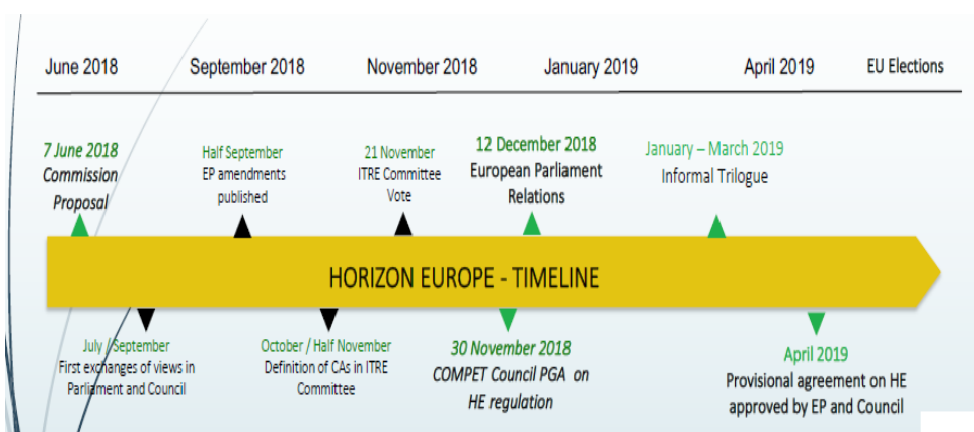 June 2018 September 2018 November 2018 January 2019 April 2019 EU Elections
7 June 2018
Commission
Proposal
Half September
EP amendments
published
21 November
ITRE Committee
Vote
12 December 2018
European Parliament
Relations
January – March 2019
Informal Trilogue
HORIZON EUROPE - TIMELINE
July / September
First exchanges of views in
Parliament and Council
October / Half November
Definition of CAs in ITRE
Committee
30 November 2018
COMPET Council PGA on
HE regulation
April 2019
Provisional agreement on HE
approved by EP and Council